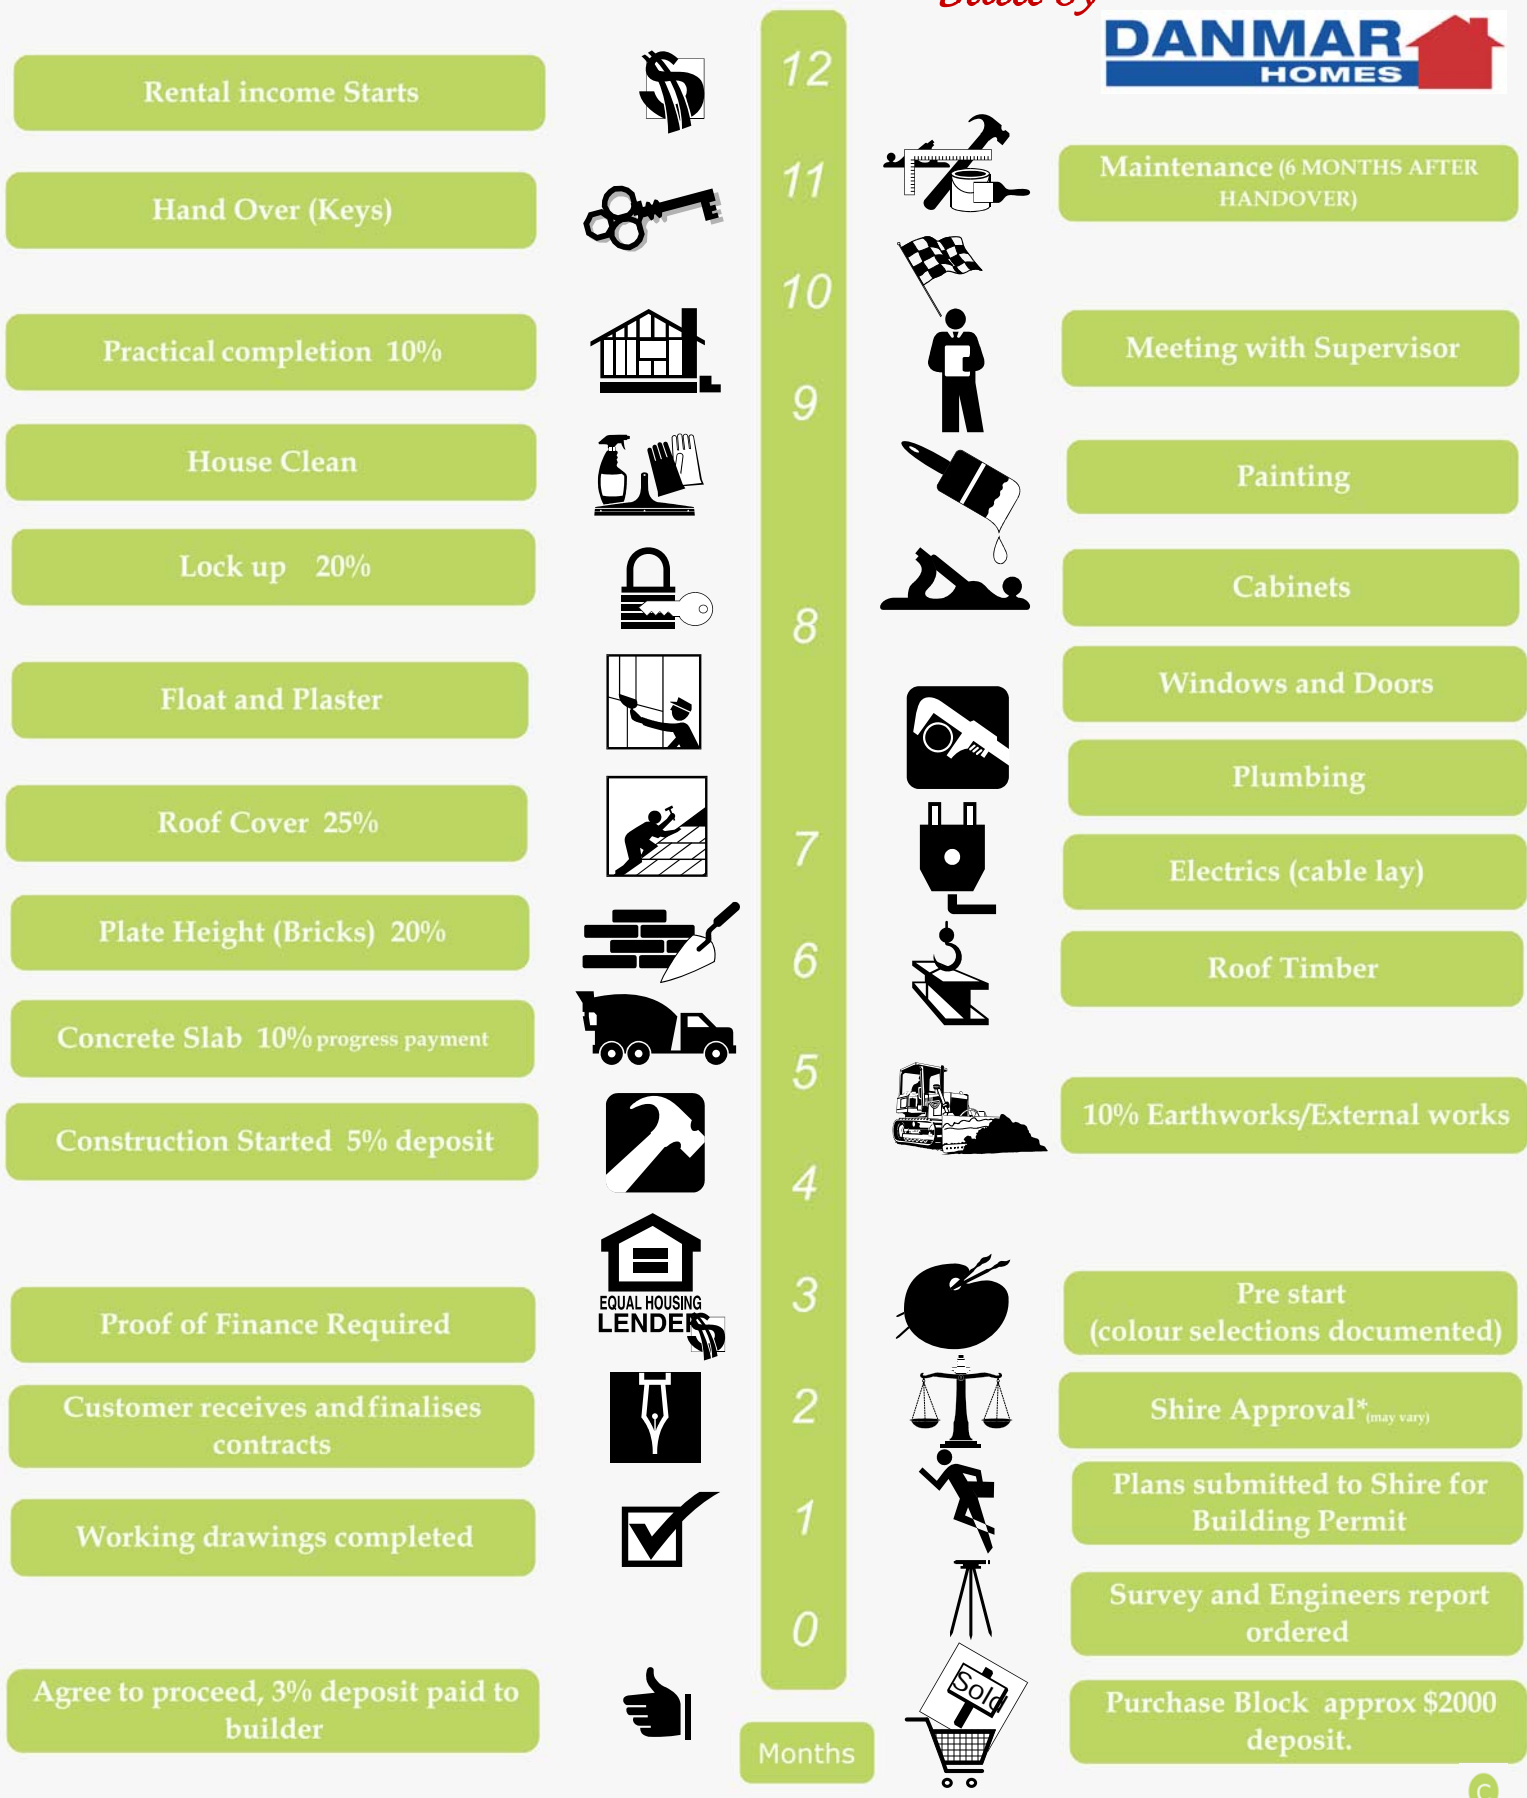 Build by
DANMAR
HOMES
12
Rental income Starts
11
Maintenance (6 MONTHS AFTER
HANDOVER)
Hand Over (Keys)
10
Meeting with Supervisor
Practical completion 10%
9
House Clean
Painting
Lock up 20%
Cabinets
8
Float and Plaster
Windows and Doors
Plumbing
Roof Cover 25%
7
Electrics (cable lay)
Plate Height (Bricks) 20%
6
Roof Timber
Concrete Slab 10% progress payment
5
10% Earthworks/External works
Construction Started 5% deposit
4
EQUAL HOUSING
LENDER
3
Pre start
(colour selections documented)
Proof of Finance Required
2
Customer receives and finalises
contracts
Shire Approval* (may vary)
Plans submitted to Shire for
Building Permit
1
Working drawings completed
Survey and Engineers report
ordered
0
Sold
Agree to proceed, 3% deposit paid to
builder
Purchase Block approx $2000
deposit.
Months
C